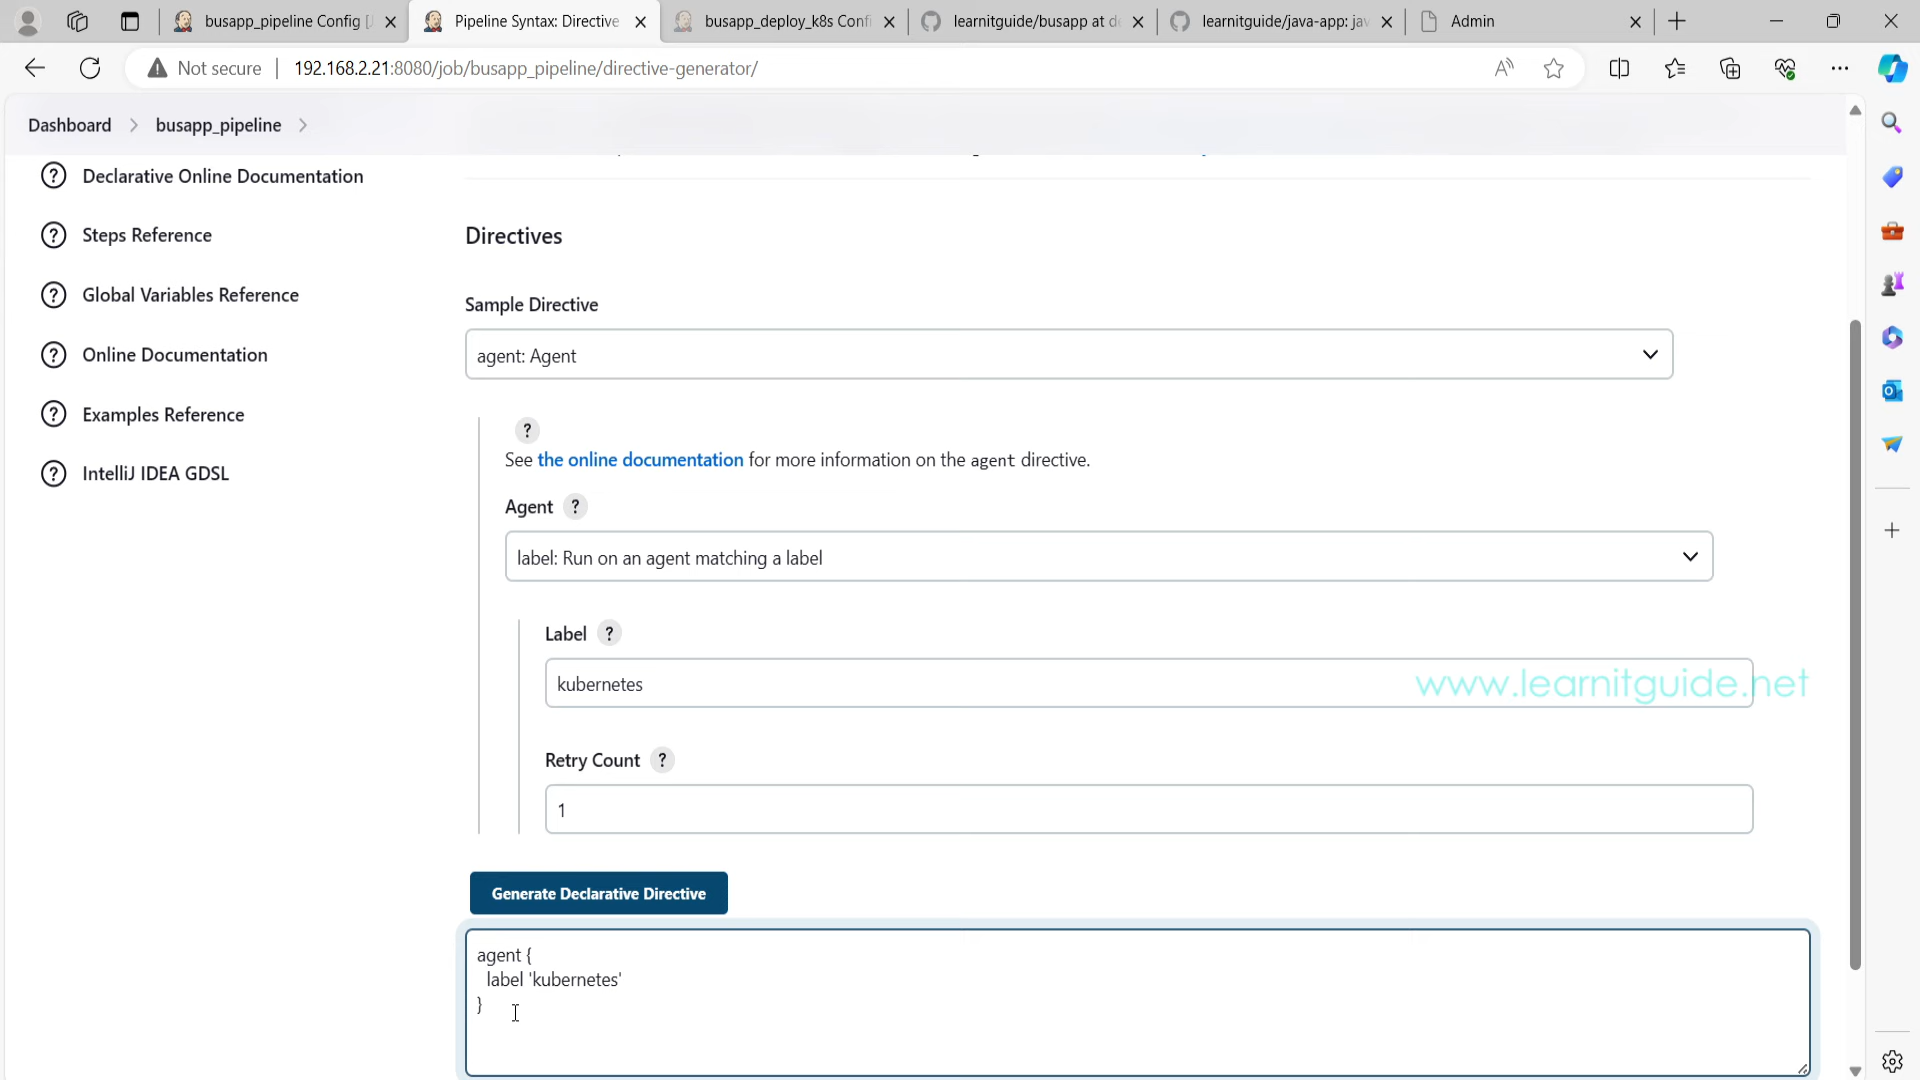 busapp_pipeline Config [
Pipeline Syntax: Directive
busapp_deploy_k8s Confi
learnitguide/busapp at de
learnitguide/java-app: jav
Admin
Not secure
192.168.2.21:8080/job/busapp_pipeline/directive-generator/
Dashboard
busapp_pipeline
Declarative Online Documentation
Steps Reference
Global Variables Reference
Online Documentation
Examples Reference
IntelliJ IDEA GDSL
Directives
Sample Directive
agent: Agent
?
See the online documentation for more information on the agent directive.
Agent ?
label: Run on an agent matching a label
Label ?
kubernetes
www.learnitguide.net
Retry Count ?
1
Generate Declarative Directive
agent {
label 'kubernetes'
}